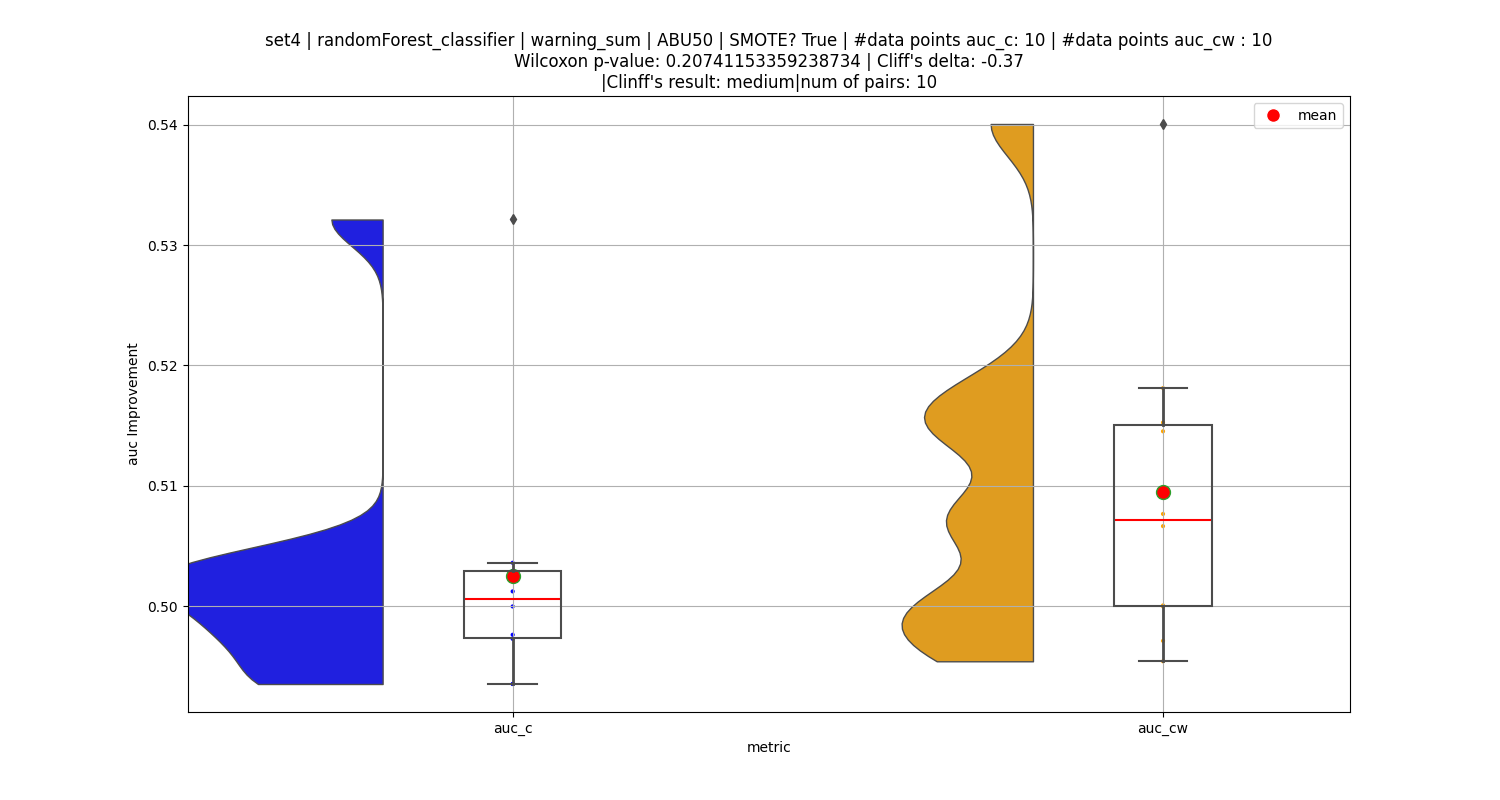 set4 | randomForest_classifier | warning_sum | ABU50 | SMOTE? True | #data points auc_c: 10 | #data points auc_cw : 10
Wilcoxon p-value: 0.20741153359238734 | Cliff's delta: -0.37
|Clinff's result: medium|num of pairs: 10
mean
0.54
0.53
0.52
0.51
0.50
auc Improvement
auc_c
auc_cw
metric